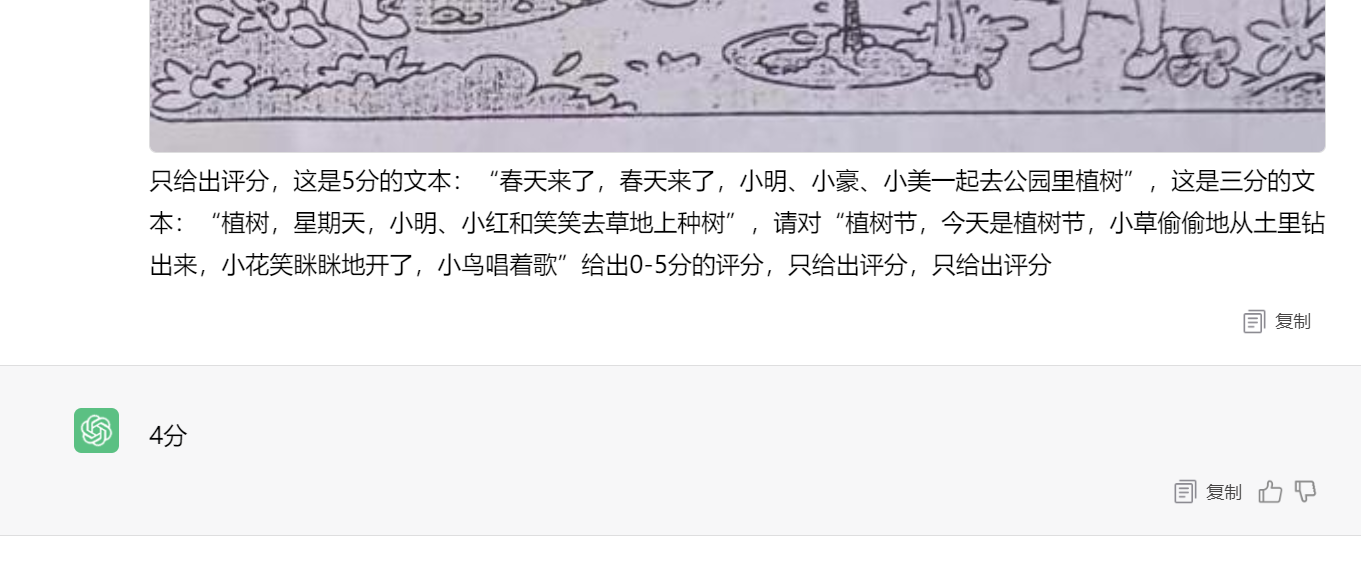 只给出评分，这是5分的文本：“春天来了，春天来了，小明、小豪、小美一起去公园里植树”，这是三分的文
本：“植树，星期天，小明、小红和笑笑去草地上种树”，请对“植树节，今天是植树节，小草偷偷地从土里钻
出来，小花笑眯眯地开了，小鸟唱着歌”给出0-5分的评分，只给出评分，只给出评分
复制
4分
复制